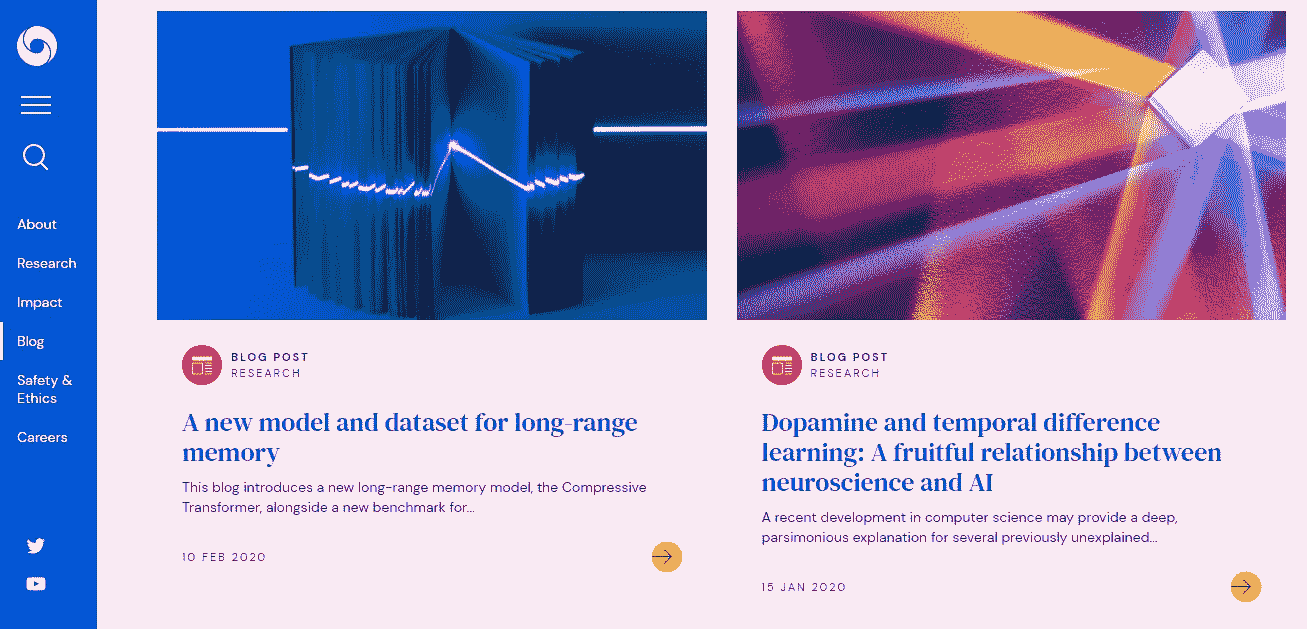 About
Research
Impact
Blog
Safety &
Ethics
Careers
BLOG POST
RESEARCH
A new model and dataset for long-range
memory
This blog introduces a new long-range memory model, the Compressive
Transformer, alongside a new benchmark for...
10 FEB 2020
BLOG POST
RESEARCH
Dopamine and temporal difference
learning: A fruitful relationship between
neuroscience and AI
A recent development in computer science may provide a deep,
parsimonious explanation for several previously unexplained...
15 JAN 2020